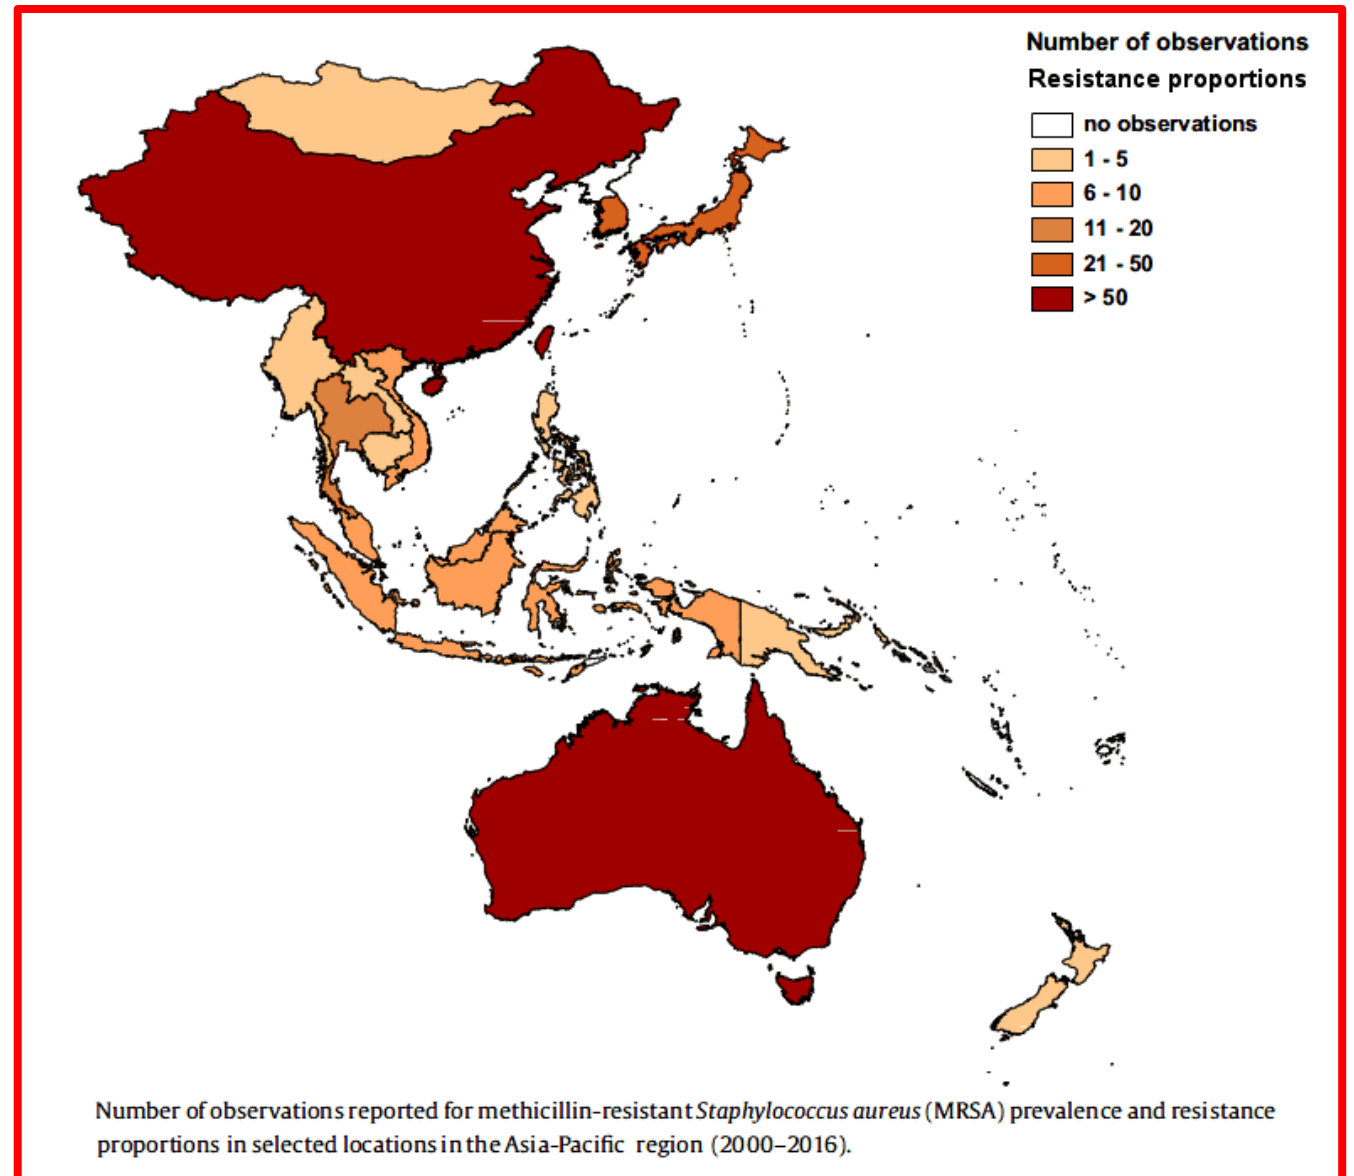 Number of observations
Resistance proportions
no observations
1 - 5
6 - 10
11 - 20
21 - 50
> 50
Number of observations reported for methicillin-resistant Staphylococcus aureus (MRSA) prevalence and resistance
proportions in selected locations in the Asia-Pacific region (2000–2016).